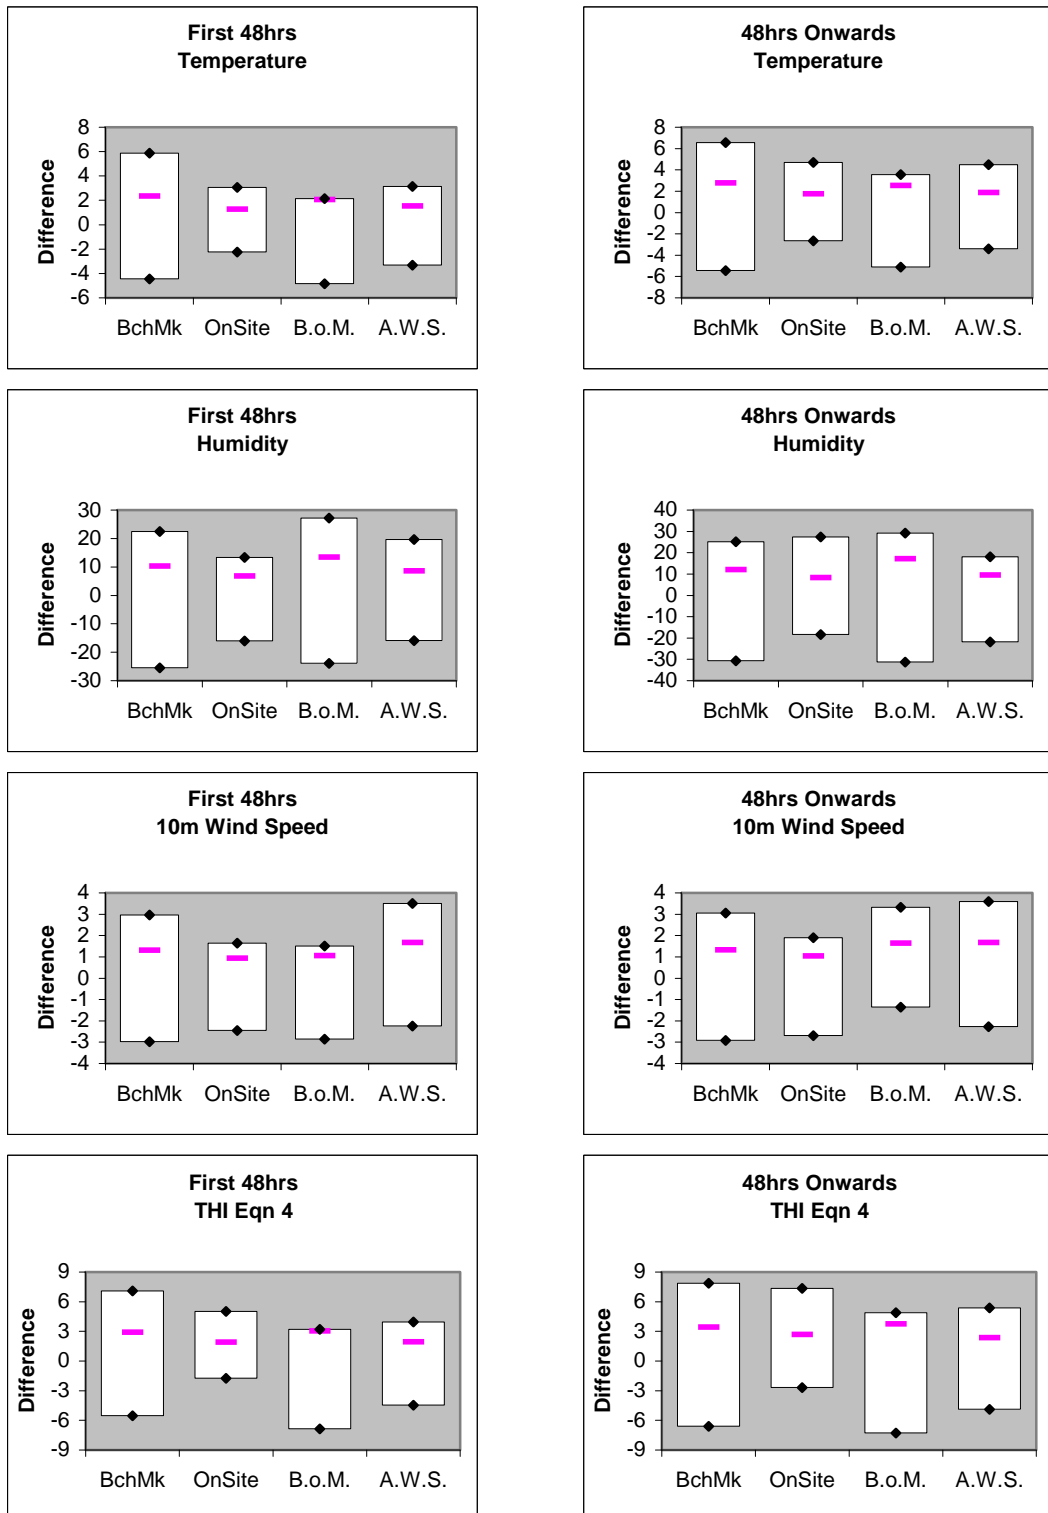 First 48hrs
Temperature
Difference
8
6
4
2
0
-2
-4
-6
BchMk OnSite B.o.M. A.W.S.
48hrs Onwards
Temperature
Difference
8
6
4
2
0
-2
-4
-6
-8
BchMk OnSite B.o.M. A.W.S.
First 48hrs
Humidity
Difference
30
20
10
0
-10
-20
-30
BchMk OnSite B.o.M. A.W.S.
48hrs Onwards
Humidity
Difference
40
30
20
10
0
-10
-20
-30
-40
BchMk OnSite B.o.M. A.W.S.
First 48hrs
10m Wind Speed
Difference
4
3
2
1
0
-1
-2
-3
-4
BchMk OnSite B.o.M. A.W.S.
48hrs Onwards
10m Wind Speed
Difference
4
3
2
1
0
-1
-2
-3
-4
BchMk OnSite B.o.M. A.W.S.
First 48hrs
THI Eqn 4
Difference
9
6
3
0
-3
-6
-9
BchMk OnSite B.o.M. A.W.S.
48hrs Onwards
THI Eqn 4
Difference
9
6
3
0
-3
-6
-9
BchMk OnSite B.o.M. A.W.S.